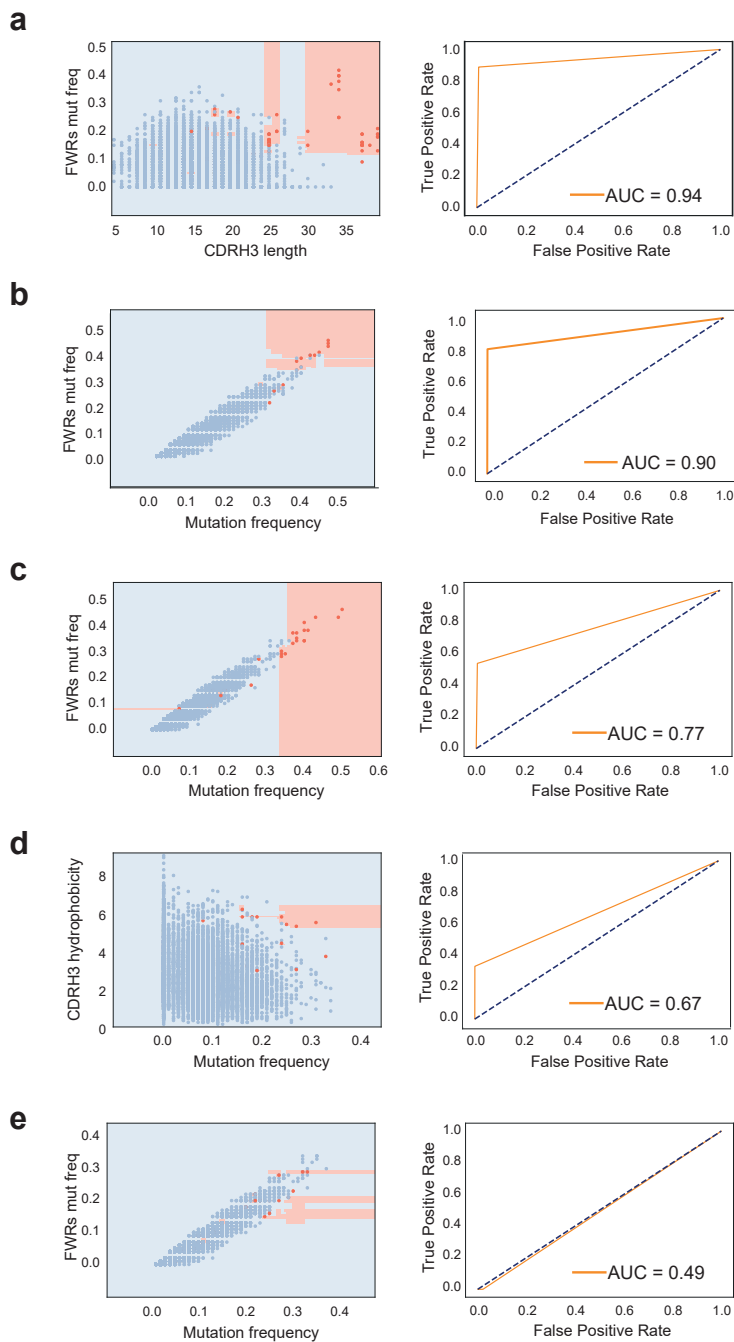 a
FWRs mut freq
0.5
0.4
0.3
0.2
0.1
0.0
5 10 15 20 25 30 35
CDRH3 length
True Positive Rate
1.0
0.8
0.6
0.4
0.2
0.0
AUC = 0.94
0.0 0.2 0.4 0.6 0.8 1.0
False Positive Rate
b
FWRs mut freq
0.5
0.4
0.3
0.2
0.1
0.0
0.0 0.1 0.2 0.3 0.4 0.5
Mutation frequency
True Positive Rate
1.0
0.8
0.6
0.4
0.2
0.0
AUC = 0.90
0.0 0.2 0.4 0.6 0.8 1.0
False Positive Rate
c
FWRs mut freq
0.5
0.4
0.3
0.2
0.1
0.0
0.0 0.1 0.2 0.3 0.4 0.5 0.6
Mutation frequency
True Positive Rate
1.0
0.8
0.6
0.4
0.2
0.0
AUC = 0.77
0.0 0.2 0.4 0.6 0.8 1.0
False Positive Rate
d
CDRH3 hydrophobicity
8
6
4
2
0
0.0 0.1 0.2 0.3 0.4
Mutation frequency
True Positive Rate
1.0
0.8
0.6
0.4
0.2
0.0
AUC = 0.67
0.0 0.2 0.4 0.6 0.8 1.0
False Positive Rate
e
FWRs mut freq
0.4
0.3
0.2
0.1
0.0
0.0 0.1 0.2 0.3 0.4
Mutation frequency
True Positive Rate
1.0
0.8
0.6
0.4
0.2
0.0
AUC = 0.49
0.0 0.2 0.4 0.6 0.8 1.0
False Positive Rate